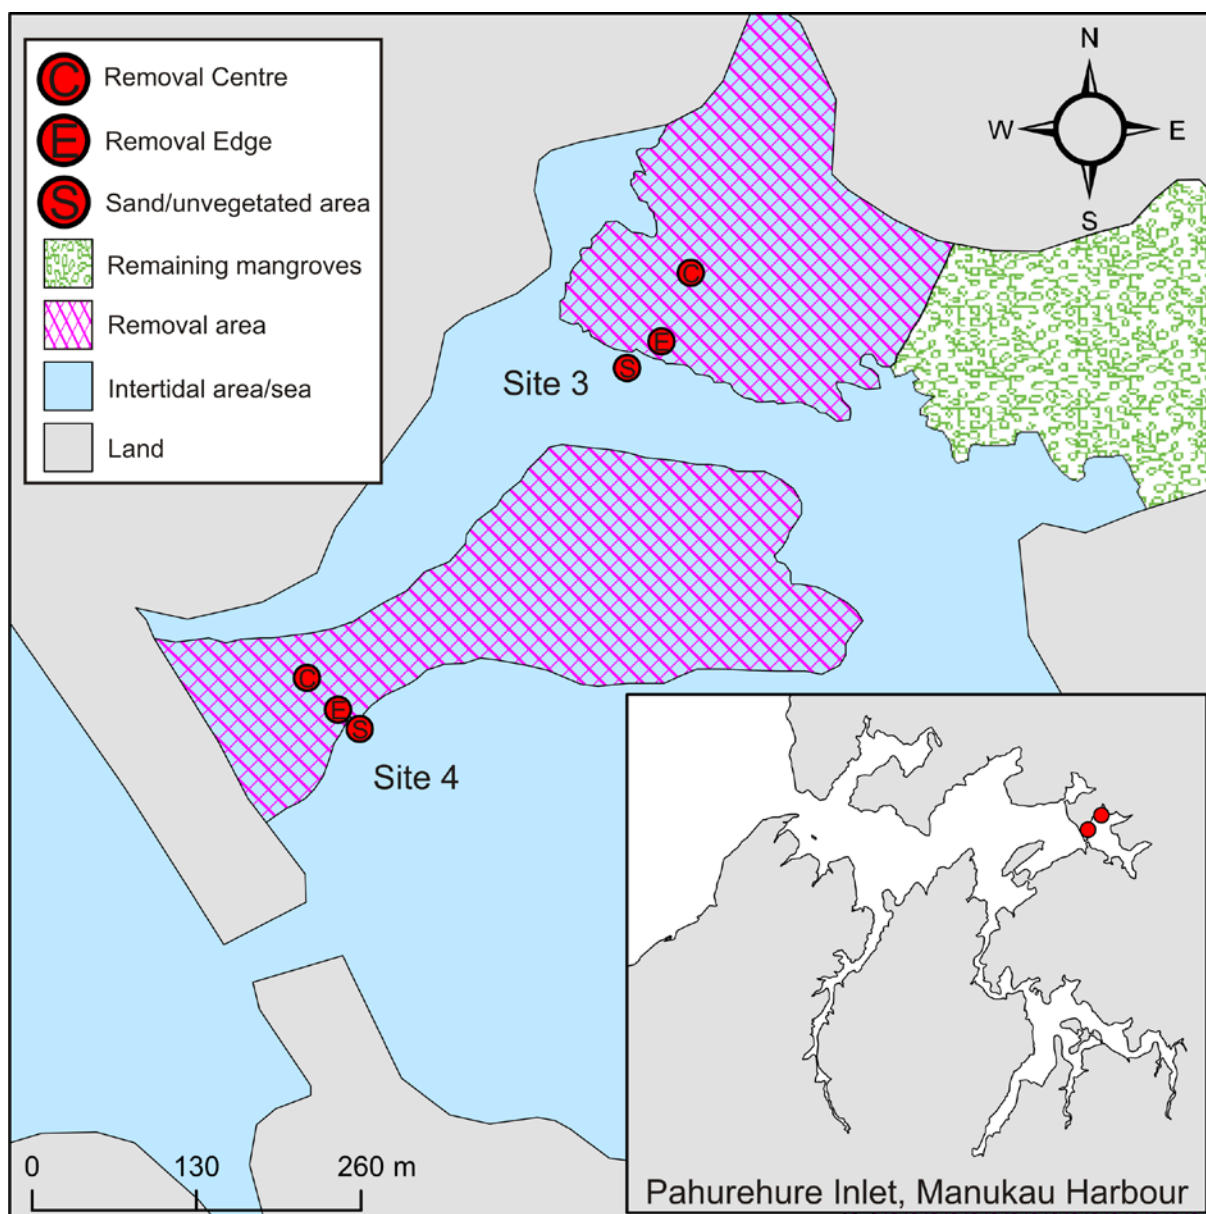 C Removal Centre
E Removal Edge
S Sand/unvegetated area
Remaining mangroves
Removal area
Intertidal area/sea
Land
N
W E
S
C
E
S
Site 3
C
E
S
Site 4
0 130 260 m
Pahurehure Inlet, Manukau Harbour